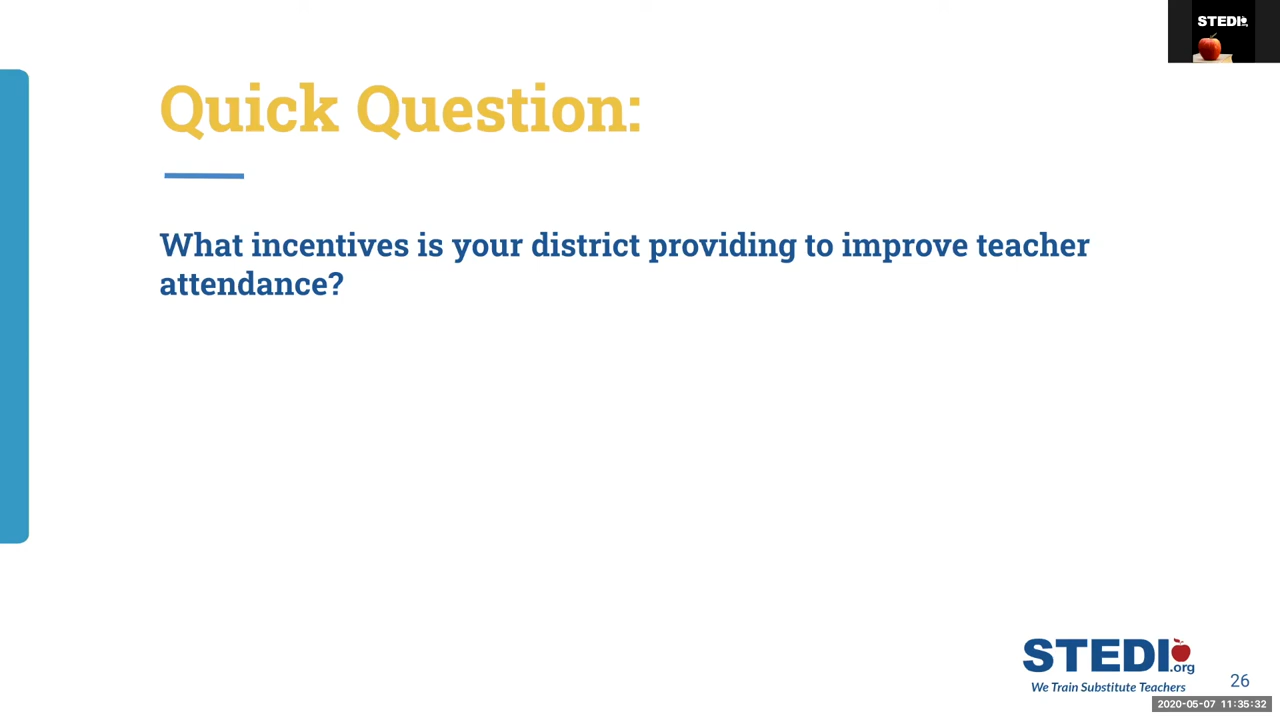 STEDI
Quick Question:
What incentives is your district providing to improve teacher
attendance?
STEDI.org
We Train Substitute Teachers
26
2020-05-07 11:35:32